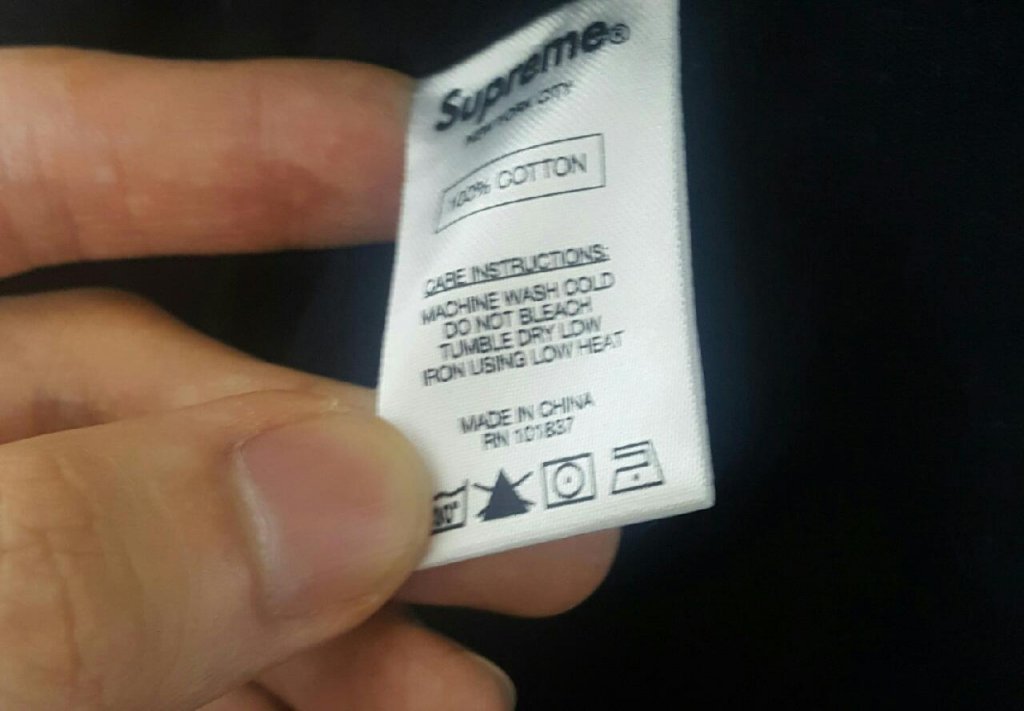 Supreme®
NEW YORK CITY
100% COTTON
CARE INSTRUCTIONS:
MACHINE WASH COLD
DO NOT BLEACH
TUMBLE DRY LOW
IRON USING LOW HEAT
MADE IN CHINA
RN 101837